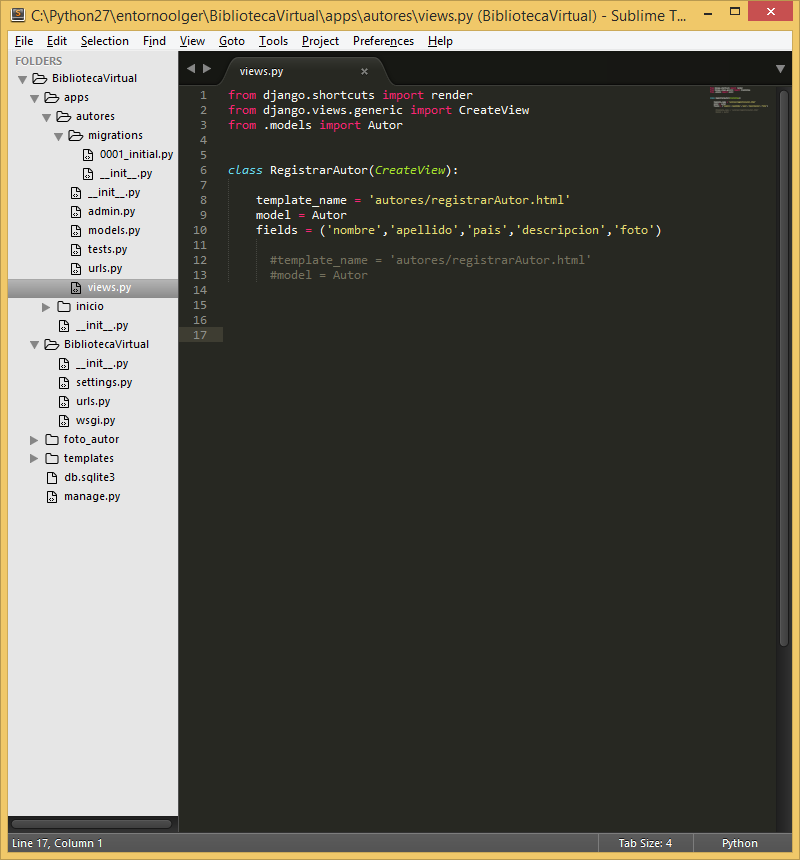 C:\Python27\entornoolger\BibliotecaVirtual\apps\autores\views.py (BibliotecaVirtual) - Sublime T...
File Edit Selection Find View Goto Tools Project Preferences Help
FOLDERS
BibliotecaVirtual
apps
autores
migrations
0001_initial.py
__init__.py
__init__.py
admin.py
models.py
tests.py
urls.py
views.py
inicio
__init__.py
BibliotecaVirtual
__init__.py
settings.py
urls.py
wsgi.py
foto_autor
templates
db.sqlite3
manage.py
views.py ×
1 from django.shortcuts import render
2 from django.views.generic import CreateView
3 from .models import Autor
4
5
6 class RegistrarAutor(CreateView):
7
8 template_name = 'autores/registrarAutor.html'
9 model = Autor
10 fields = ('nombre','apellido','pais','descripcion','foto')
11
12 #template_name = 'autores/registrarAutor.html'
13 #model = Autor
14
15
16
17
Line 17, Column 1 Tab Size: 4 Python